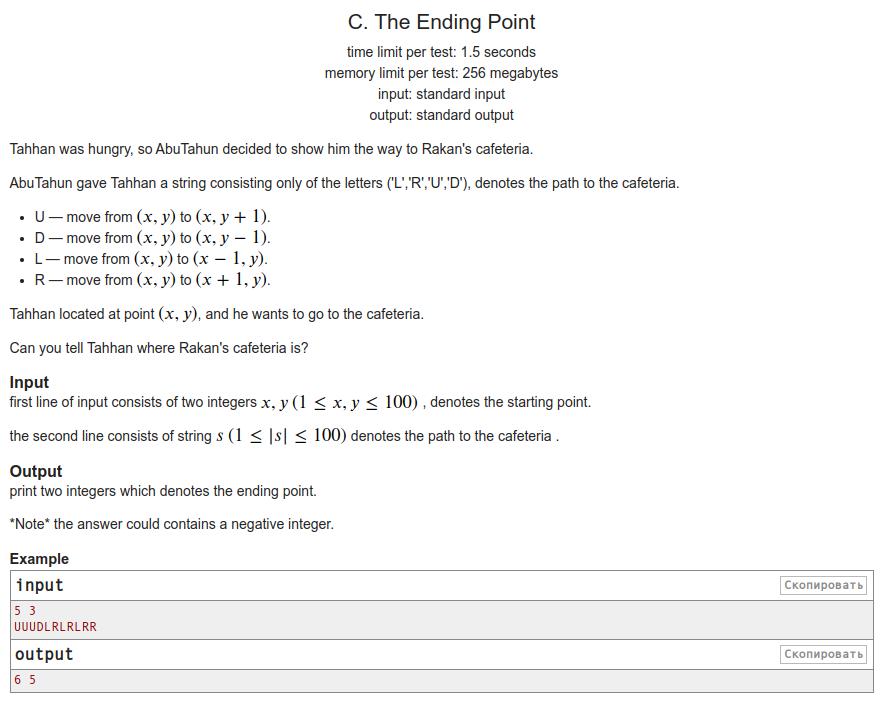 C. The Ending Point
time limit per test: 1.5 seconds
memory limit per test: 256 megabytes
input: standard input
output: standard output
Tahhan was hungry, so AbuTahun decided to show him the way to Rakan's cafeteria.
AbuTahun gave Tahhan a string consisting only of the letters ('L','R','U','D'), denotes the path to the cafeteria.
• U — move from (x, y) to (x, y + 1).
• D — move from (x, y) to (x, y − 1).
• L — move from (x, y) to (x − 1, y).
• R — move from (x, y) to (x + 1, y).
Tahhan located at point (x, y), and he wants to go to the cafeteria.
Can you tell Tahhan where Rakan's cafeteria is?
Input
first line of input consists of two integers x, y (1 ≤ x, y ≤ 100) , denotes the starting point.
the second line consists of string s (1 ≤ |s| ≤ 100) denotes the path to the cafeteria .
Output
print two integers which denotes the ending point.
*Note* the answer could contains a negative integer.
Example
input Скопировать
5 3
UUUDLRLRLRR
output Скопировать
6 5